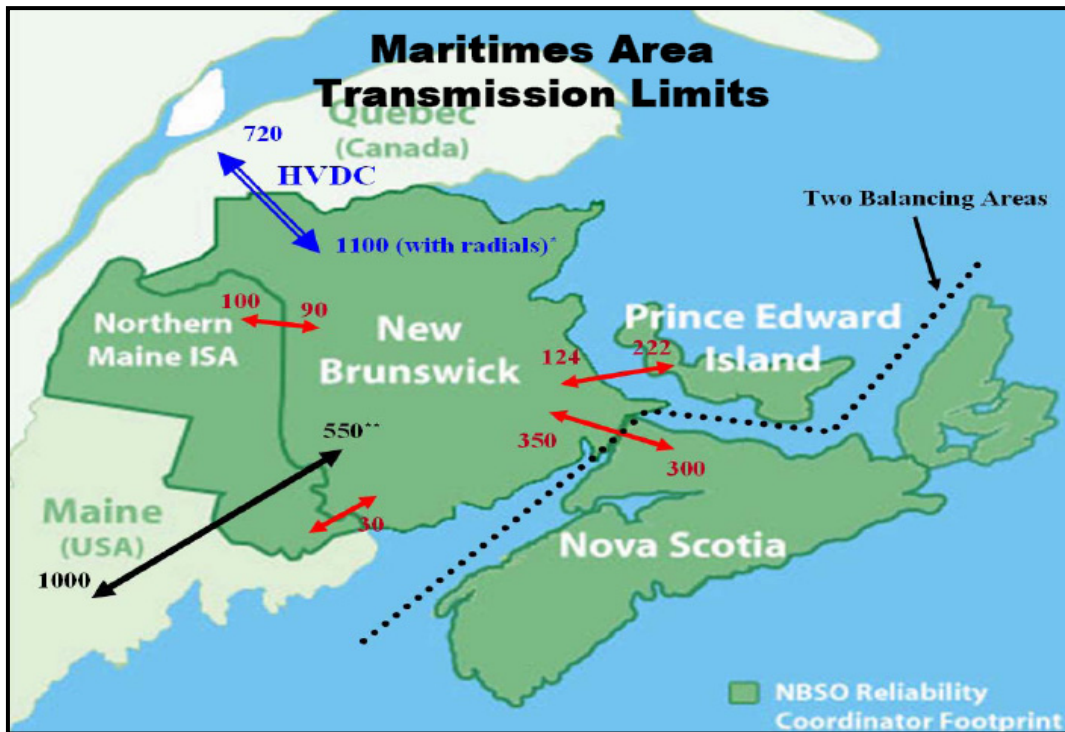 Maritimes Area
Transmission Limits
Quebec
(Canada)
720
HVDC
1100 (with radials)*
Two Balancing Areas
100
90
Northern
Maine ISA
New
Brunswick
Prince Edward
Island
124
222
550**
350
300
30
Maine
(USA)
1000
Nova Scotia
NBSO Reliability
Coordinator Footprint